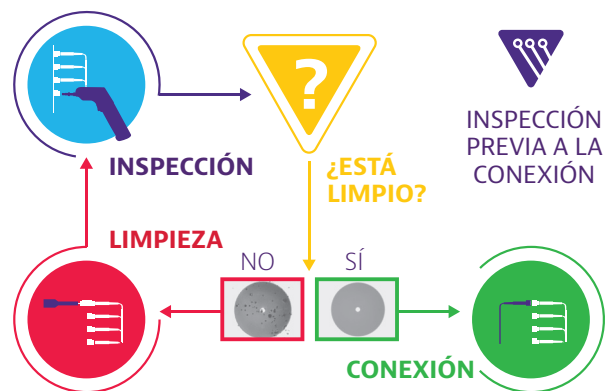 ?
INSPECCIÓN
PREVIA A LA
CONEXIÓN
INSPECCIÓN
¿ESTÁ
LIMPIO?
LIMPIEZA
NO
SÍ
CONEXIÓN